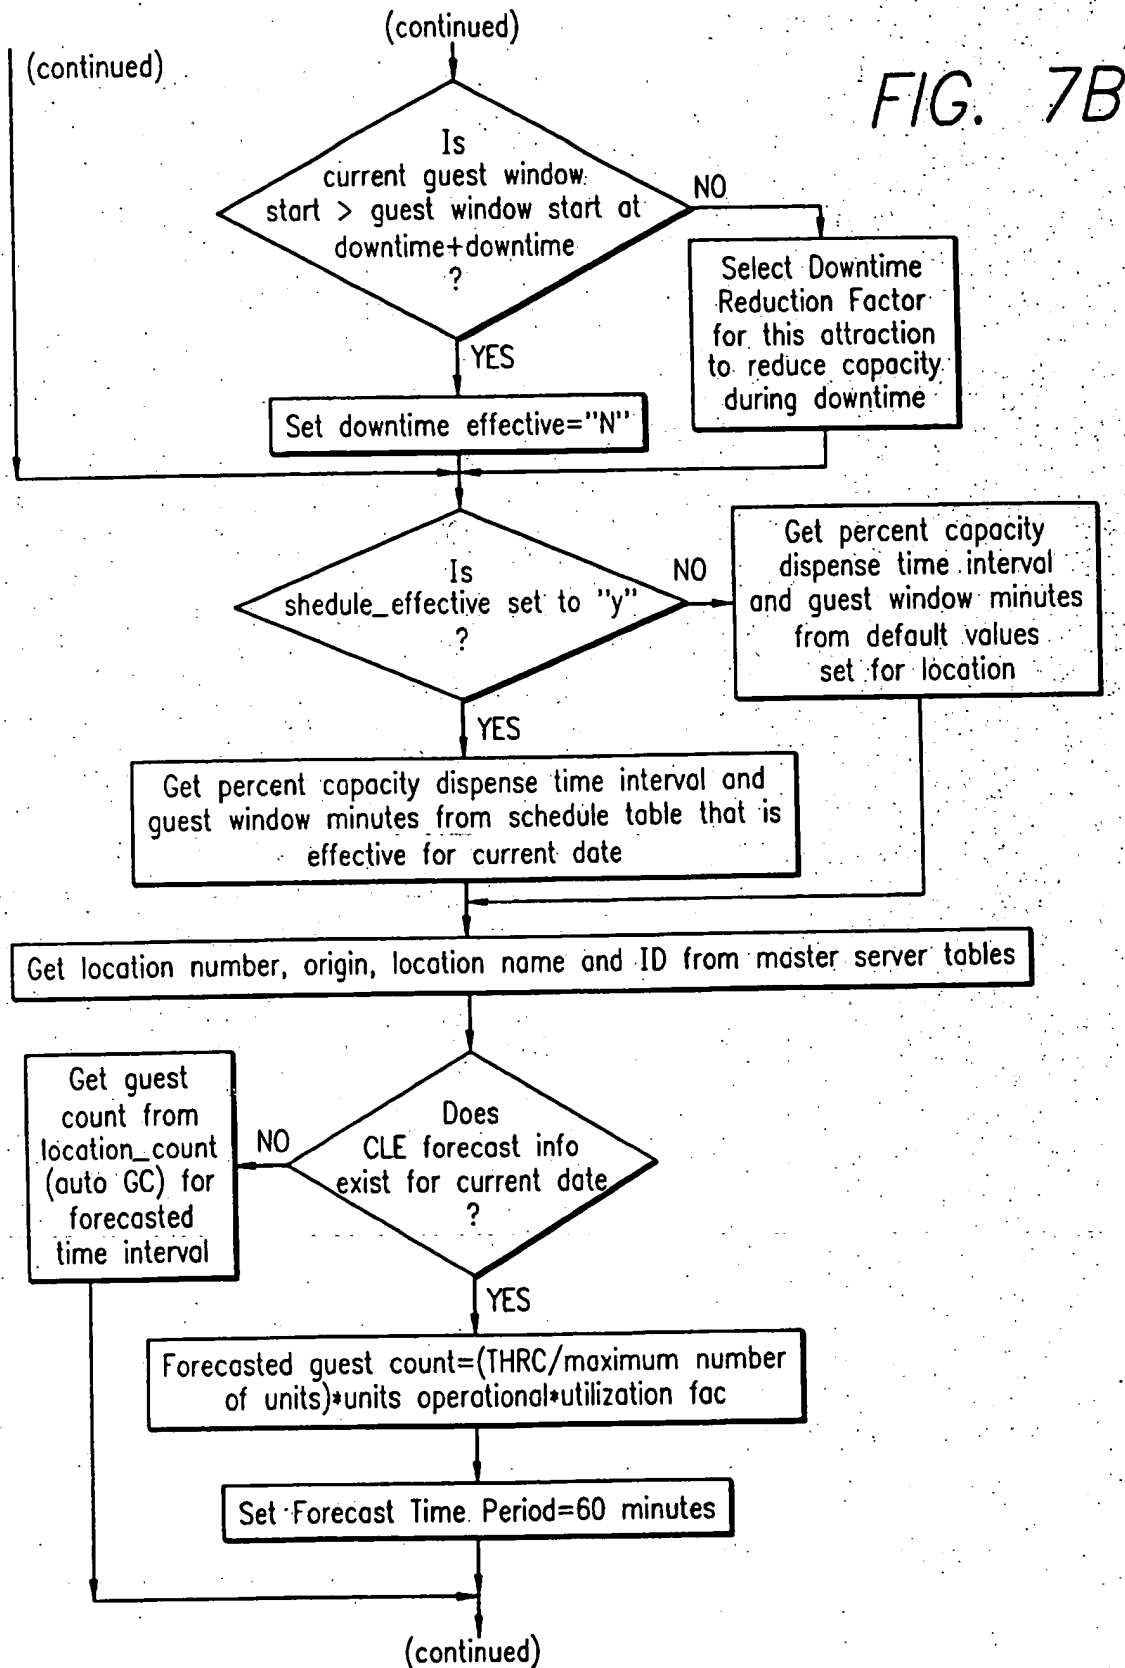 (continued)
(continued)
FIG. 7B
Is
current guest window
start > guest window start at
downtime+downtime
?
NO
Select Downtime
Reduction Factor
for this attraction
to reduce capacity
during downtime
YES
Set downtime effective="N"
Is
shedule_effective set to "y"
?
NO
Get percent capacity
dispense time interval
and guest window minutes
from default values
set for location
YES
Get percent capacity dispense time interval and
guest window minutes from schedule table that is
effective for current date
Get location number, origin, location name and ID from master server tables
Get guest
count from
location_count
(auto GC) for
forecasted
time interval
NO
Does
CLE forecast info
exist for current date
?
YES
Forecasted guest count=(THRC/maximum number
of units)*units operational*utilization fac
Set Forecast Time Period=60 minutes
(continued)